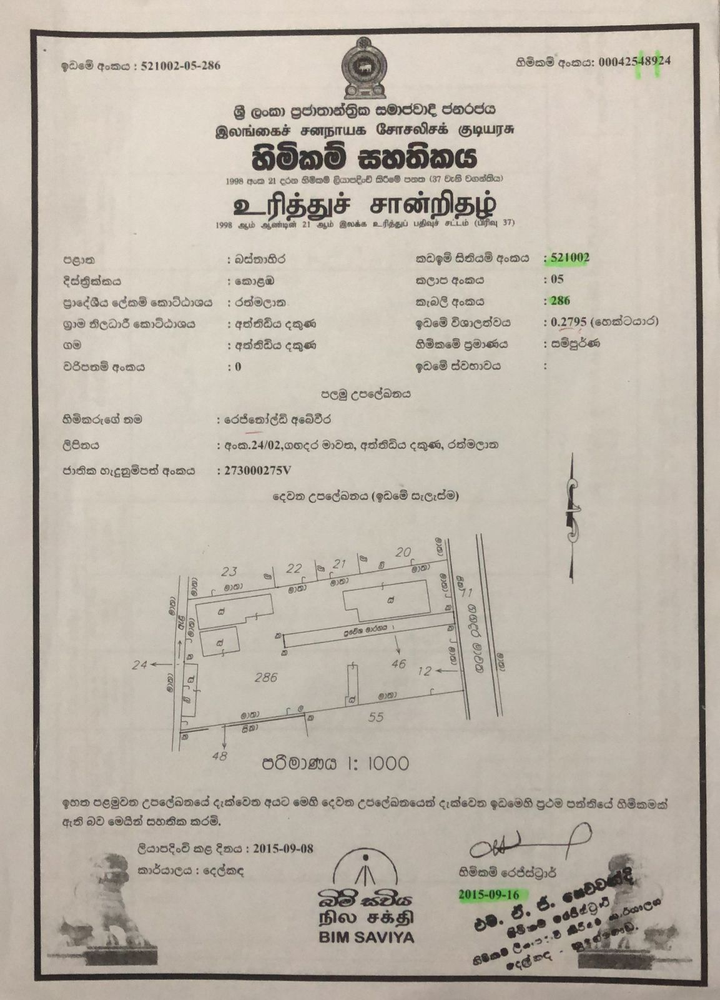 ඉඩමේ අංකය : 521002-05-286
හිමිකම් අංකය: 00042548924
ශ්‍රී ලංකා ප්‍රජාතාන්ත්‍රික සමාජවාදී ජනරජය
இலங்கைச் சனநாயக சோசலிசக் குடியரசு
හිමිකම් සහතිකය
1998 අංක 21 දරන හිමිකම් ලියාපදිංචි කිරීමේ පනත (37 වැනි වගන්තිය)
உரித்துச் சான்றிதழ்
1998 ஆம் ஆண்டின் 21 ஆம் இலக்க உரித்துப் பதிவுச் சட்டம் (பிரிவு 37)
පළාත : බස්නාහිර
කඩඉම් සිතියම් අංකය : 521002
දිස්ත්‍රික්කය : කොළඹ
කලාප අංකය : 05
ප්‍රාදේශීය ලේකම් කොට්ඨාශය : රත්මලාන
කැබලි අංකය : 286
ග්‍රාම නිලධාරී කොට්ඨාශය : අත්තිඩිය දකුණ
ඉඩමේ විශාලත්වය : 0.2795 (හෙක්ටයාර)
ගම : අත්තිඩිය දකුණ
හිමිකමේ ප්‍රමාණය : සම්පුර්ණ
වරිපනම් අංකය : 0
ඉඩමේ ස්වභාවය :
පලමු උපලේඛනය
හිමිකරුගේ නම : රෙජිනෝල්ඩ් අබේවීර
ලිපිනය : අංක.24/02,ගඟදර මාවත, අත්තිඩිය දකුණ, රත්මලාන
ජාතික හැදුනුම්පත් අංකය : 273000275V
දෙවන උපලේඛනය (ඉඩමේ සැලැස්ම)
23 22 21 20
මායා මායා මායා මායා
11
ඇළ
ප්‍රවේශ මාර්ගය
24
286
46
12
මායා
මායා
55
48
පරිමාණය 1: 1000
ඉහත පළමුවන උපලේඛනයේ දැක්වෙන අයට මෙහි දෙවන උපලේඛනයෙන් දැක්වෙන ඉඩමෙහි ප්‍රථම පන්තියේ හිමිකමක්
ඇති බව මෙයින් සහතික කරමි.
ලියාපදිංචි කළ දිනය : 2015-09-08
කාර්යාලය : දෙල්කඳ
හිමිකම් රෙජිස්ට්‍රාර්
2015-09-16
බිම් සවිය
நில சக்தி
BIM SAVIYA
එම්. ඒ. ජී. සෙව්වන්දි
හිමිකම් රෙජිස්ට්‍රාර්
හිමිකම් ලියාපදිංචි කිරීමේ කාර්යාලය
දෙල්කඳ - නුගේගොඩ.